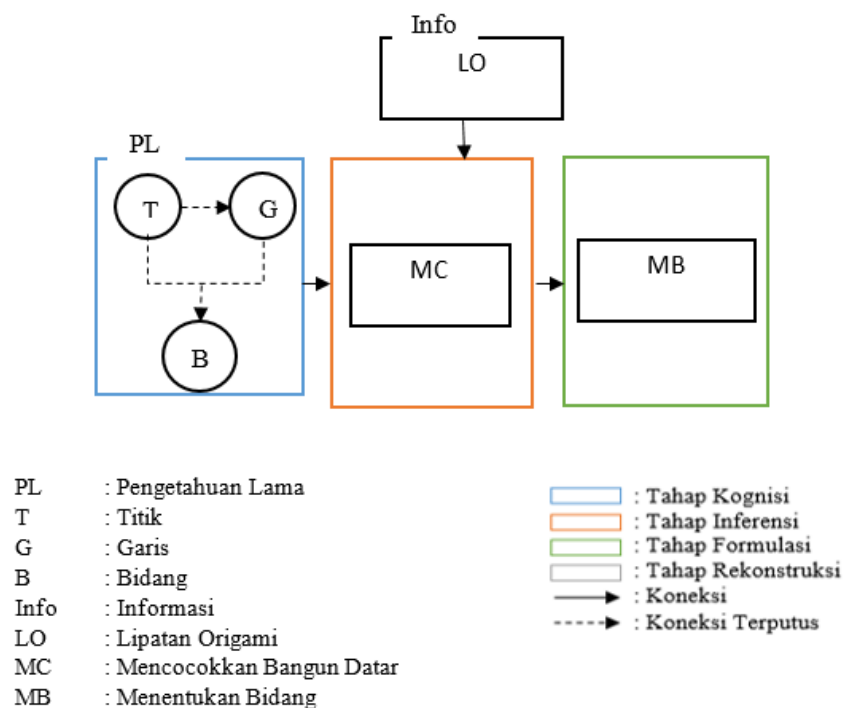 Info
LO
PL
T
G
B
MC
MB
PL : Pengetahuan Lama
T : Titik
G : Garis
B : Bidang
Info : Informasi
LO : Lipatan Origami
MC : Mencocokkan Bangun Datar
MB : Menentukan Bidang
: Tahap Kognisi
: Tahap Inferensi
: Tahap Formulasi
: Tahap Rekonstruksi
: Koneksi
: Koneksi Terputus